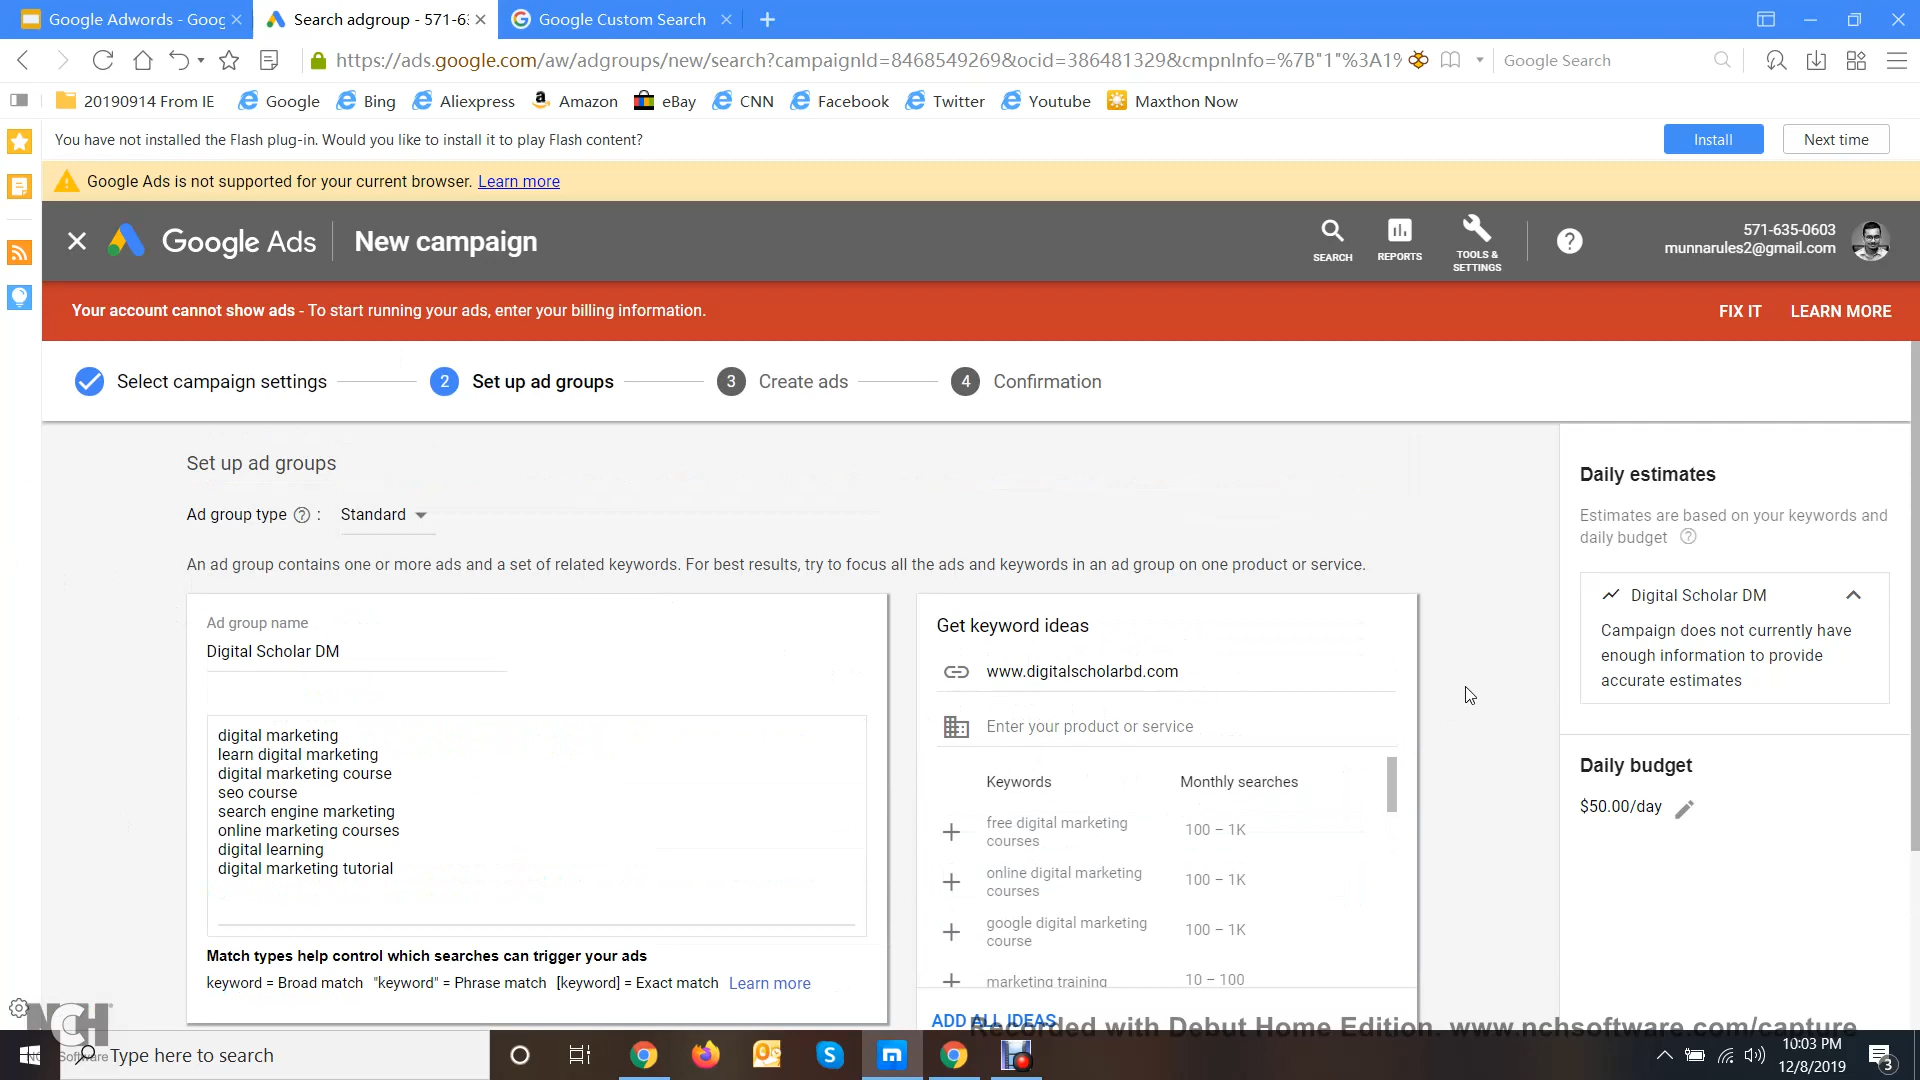 Google Adwords - Goog
Search adgroup - 571-63
Google Custom Search
https://ads.google.com/aw/adgroups/new/search?campaignId=8468549269&ocid=386481329&cmpnInfo=%7B"1"%3A1%
Google Search
20190914 From IE
Google
Bing
Aliexpress
Amazon
eBay
CNN
Facebook
Twitter
Youtube
Maxthon Now
You have not installed the Flash plug-in. Would you like to install it to play Flash content?
Install
Next time
Google Ads is not supported for your current browser. Learn more
Google Ads
New campaign
SEARCH
REPORTS
TOOLS & SETTINGS
571-635-0603
munnarules2@gmail.com
Your account cannot show ads - To start running your ads, enter your billing information.
FIX IT
LEARN MORE
Select campaign settings
2 Set up ad groups
3 Create ads
4 Confirmation
Set up ad groups
Ad group type ? : Standard
An ad group contains one or more ads and a set of related keywords. For best results, try to focus all the ads and keywords in an ad group on one product or service.
Ad group name
Digital Scholar DM
digital marketing
learn digital marketing
digital marketing course
seo course
search engine marketing
online marketing courses
digital learning
digital marketing tutorial
Match types help control which searches can trigger your ads
keyword = Broad match "keyword" = Phrase match [keyword] = Exact match Learn more
Get keyword ideas
www.digitalscholarbd.com
Enter your product or service
Keywords
Monthly searches
free digital marketing courses
100 – 1K
online digital marketing courses
100 – 1K
google digital marketing course
100 – 1K
marketing training
10 – 100
ADD ALL IDEAS
Daily estimates
Estimates are based on your keywords and
daily budget ?
Digital Scholar DM
Campaign does not currently have
enough information to provide
accurate estimates
Daily budget
$50.00/day
NCH
Software
Recorded with Debut Home Edition. www.nchsoftware.com/capture
Type here to search
10:03 PM
12/8/2019
3